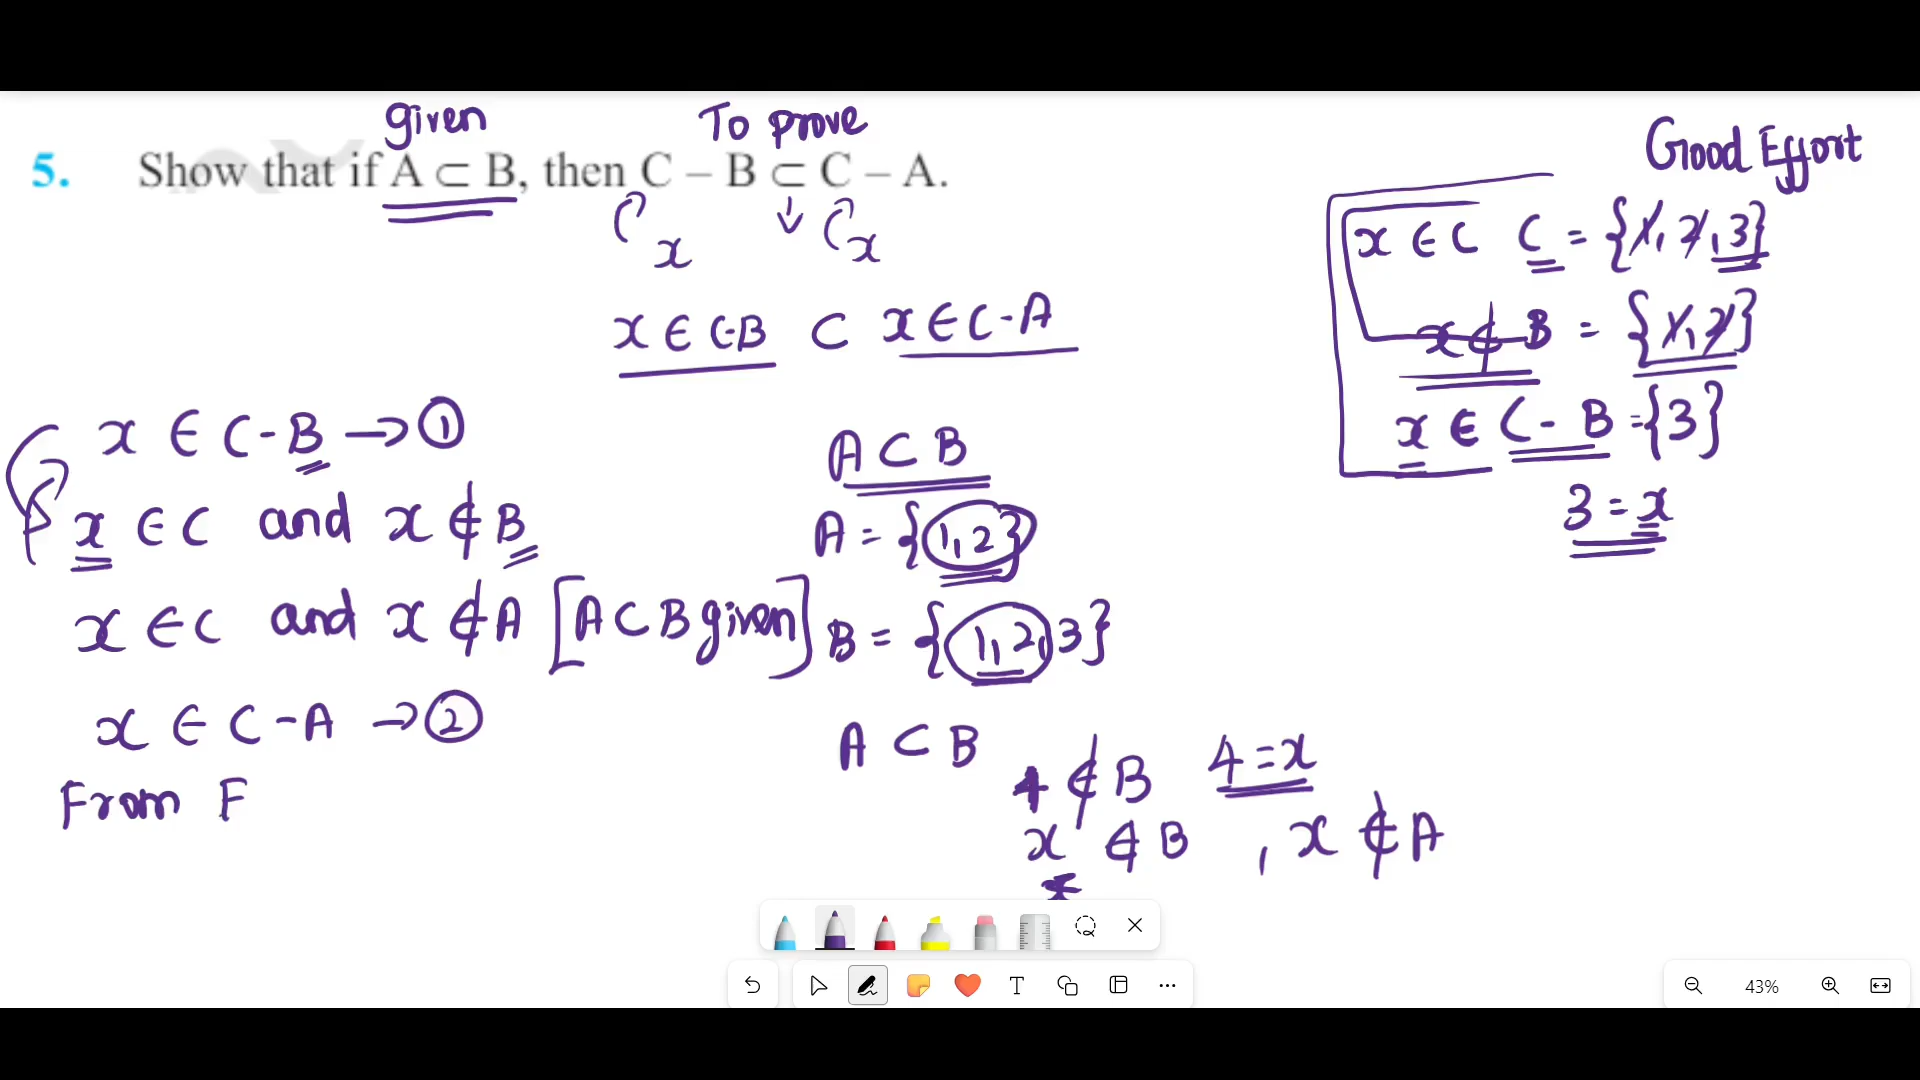 given To prove
5. Show that if A ⊂ B, then C – B ⊂ C – A.
x x
x ∈ C-B ⊂ x ∈ C-A
x ∈ C-B → ①
x ∈ C and x ∉ B
x ∈ C and x ∉ A [A ⊂ B given]
x ∈ C-A → ②
From F
A ⊂ B
A = {1, 2}
B = {1, 2, 3}
A ⊂ B
4 ∉ B 4 = x
x ∉ B , x ∉ A
Good Effort
x ∈ C C = {1, 2, 3}
x ∉ B = {1, 2}
x ∈ C - B = {3}
3 = x
43%